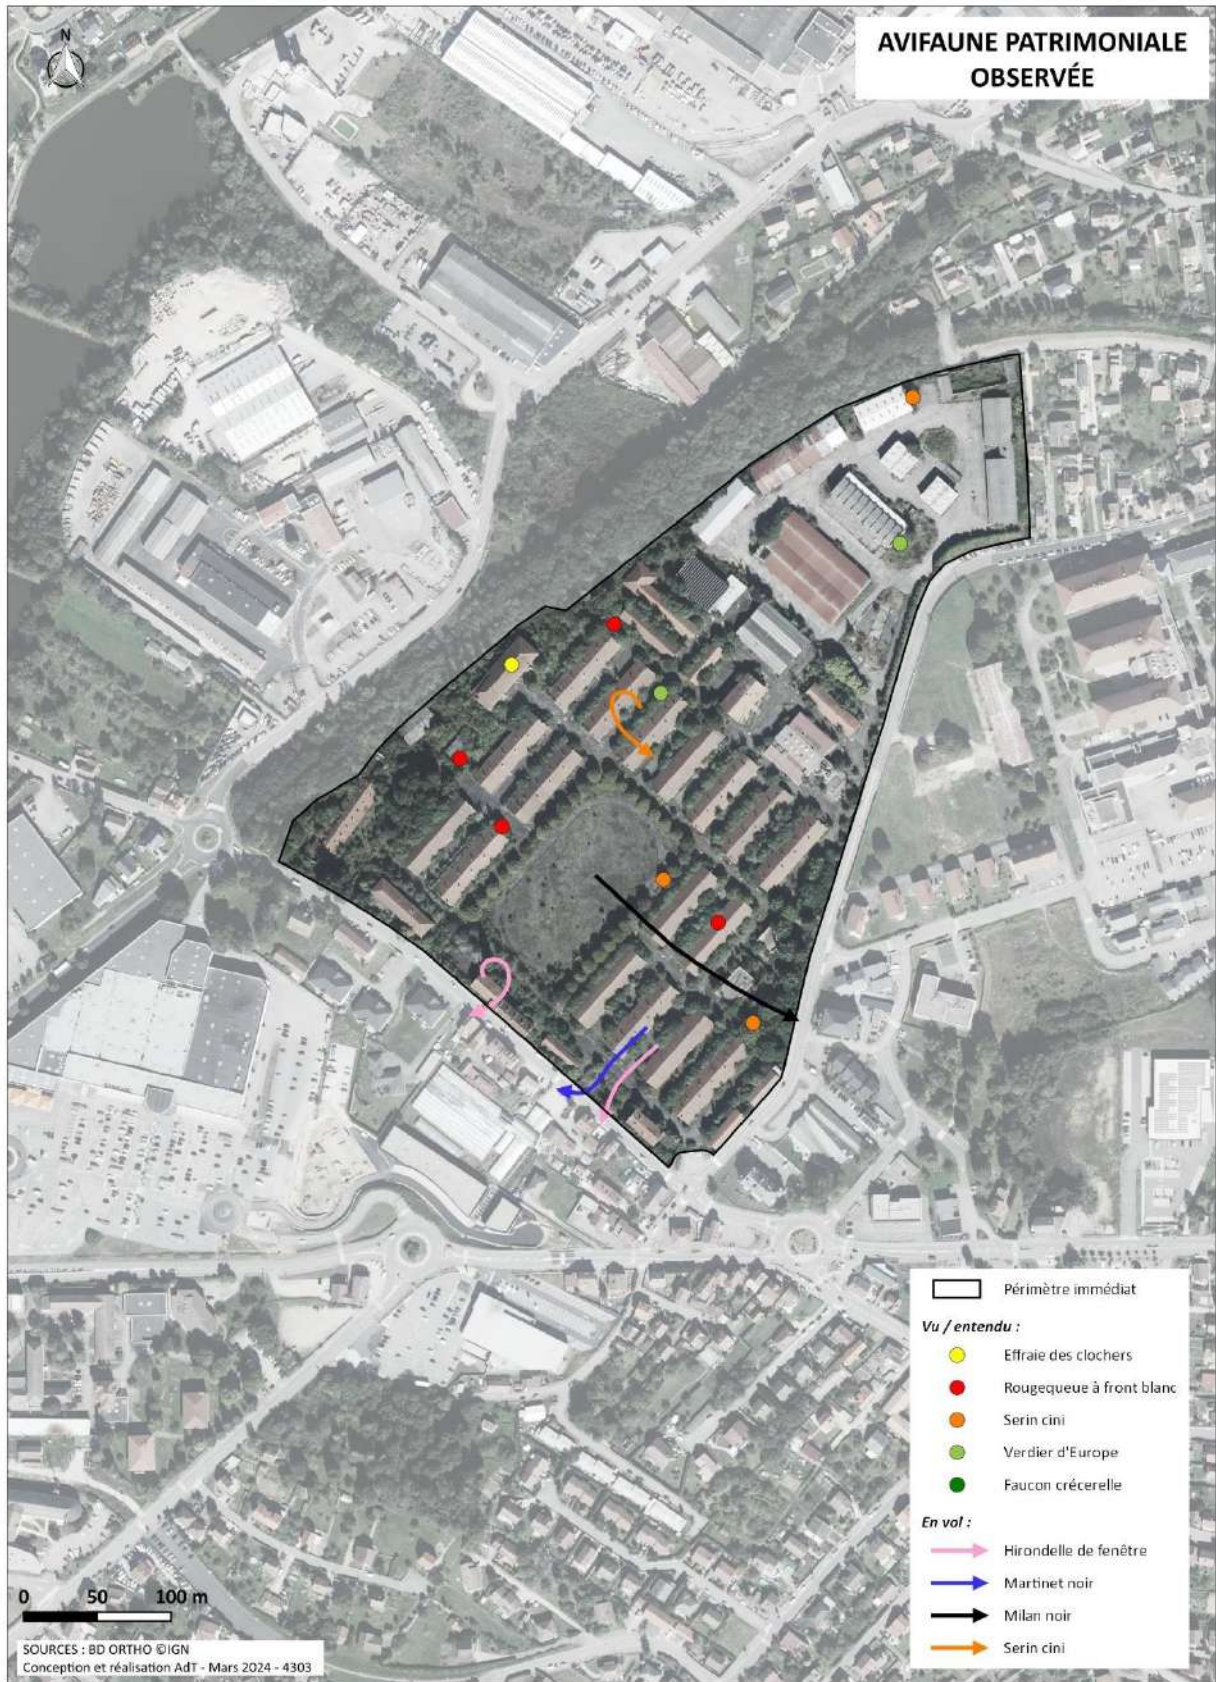 AVIFAUNE PATRIMONIALE
OBSERVÉE
N
Périmètre immédiat
Vu / entendu :
Effraie des clochers
Rougequeue à front blanc
Serin cini
Verdier d'Europe
Faucon crécerelle
En vol :
Hirondelle de fenêtre
Martinet noir
Milan noir
Serin cini
0 50 100 m
SOURCES : BD ORTHO ©IGN
Conception et réalisation AdT - Mars 2024 - 4303